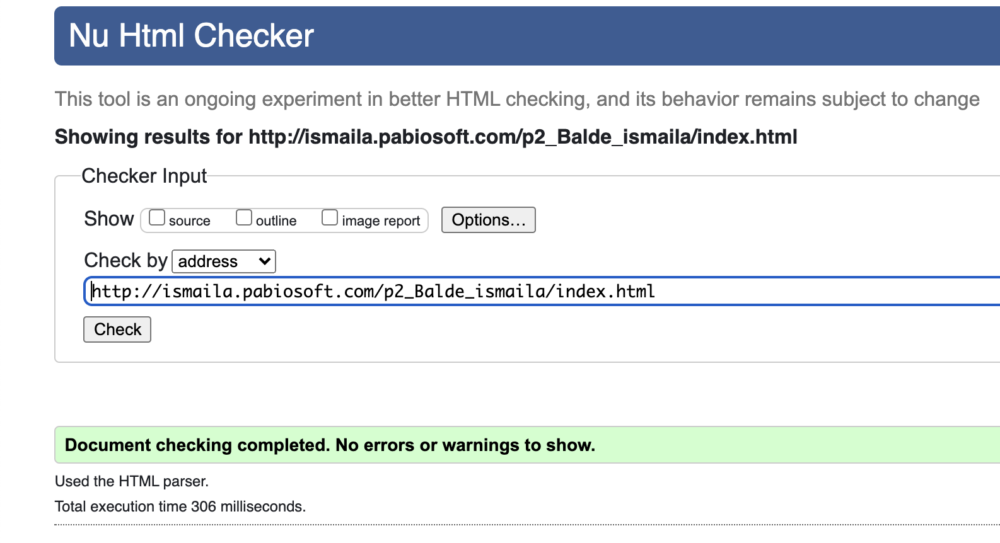 Nu Html Checker
This tool is an ongoing experiment in better HTML checking, and its behavior remains subject to change
Showing results for http://ismaila.pabiosoft.com/p2_Balde_ismaila/index.html
Checker Input
Show source outline image report Options...
Check by address
http://ismaila.pabiosoft.com/p2_Balde_ismaila/index.html
Check
Document checking completed. No errors or warnings to show.
Used the HTML parser.
Total execution time 306 milliseconds.